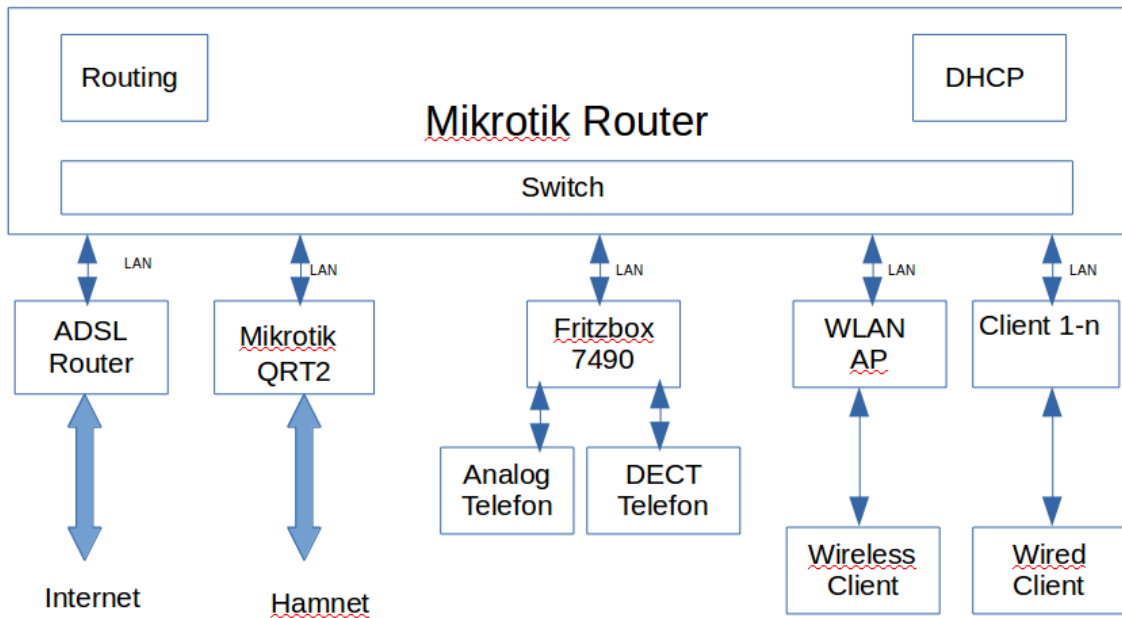 Routing
DHCP
Mikrotik Router
Switch
LAN
LAN
LAN
LAN
LAN
ADSL
Router
Mikrotik
QRT2
Fritzbox
7490
WLAN
AP
Client 1-n
Analog
Telefon
DECT
Telefon
Wireless
Client
Wired
Client
Internet
Hamnet